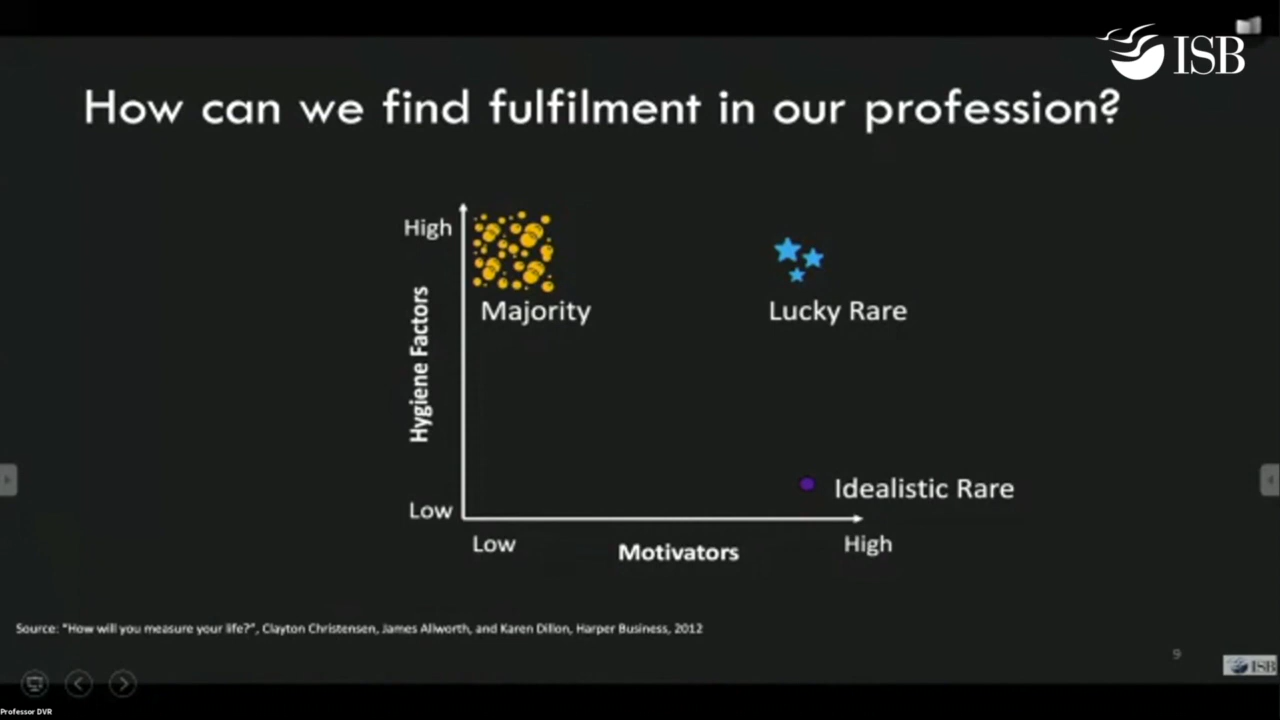 ISB
How can we find fulfilment in our profession?
High
Majority
Lucky Rare
Hygiene Factors
Idealistic Rare
Low
Low
Motivators
High
Source: "How will you measure your life?", Clayton Christensen, James Allworth, and Karen Dillon, Harper Business, 2012
9
ISB
Professor DVR